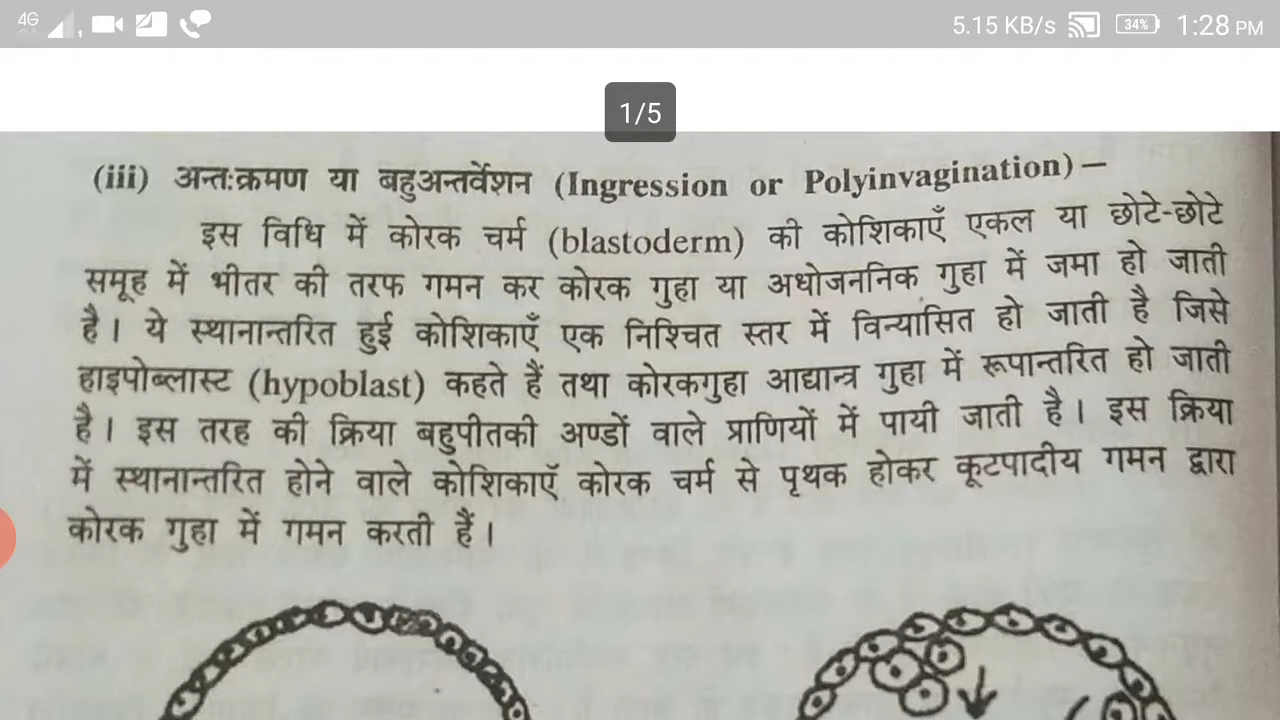 4G
5.15 KB/s 34% 1:28 PM
1/5
(iii) अन्तःक्रमण या बहुअन्तर्वेशन (Ingression or Polyinvagination) –
इस विधि में कोरक चर्म (blastoderm) की कोशिकाएँ एकल या छोटे-छोटे
समूह में भीतर की तरफ गमन कर कोरक गुहा या अधोजननिक गुहा में जमा हो जाती
है। ये स्थानान्तरित हुई कोशिकाएँ एक निश्चित स्तर में विन्यासित हो जाती है जिसे
हाइपोब्लास्ट (hypoblast) कहते हैं तथा कोरकगुहा आद्यान्त्र गुहा में रूपान्तरित हो जाती
है। इस तरह की क्रिया बहुपीतकी अण्डों वाले प्राणियों में पायी जाती है। इस क्रिया
में स्थानान्तरित होने वाले कोशिकाएॅ कोरक चर्म से पृथक होकर कूटपादीय गमन द्वारा
कोरक गुहा में गमन करती हैं।